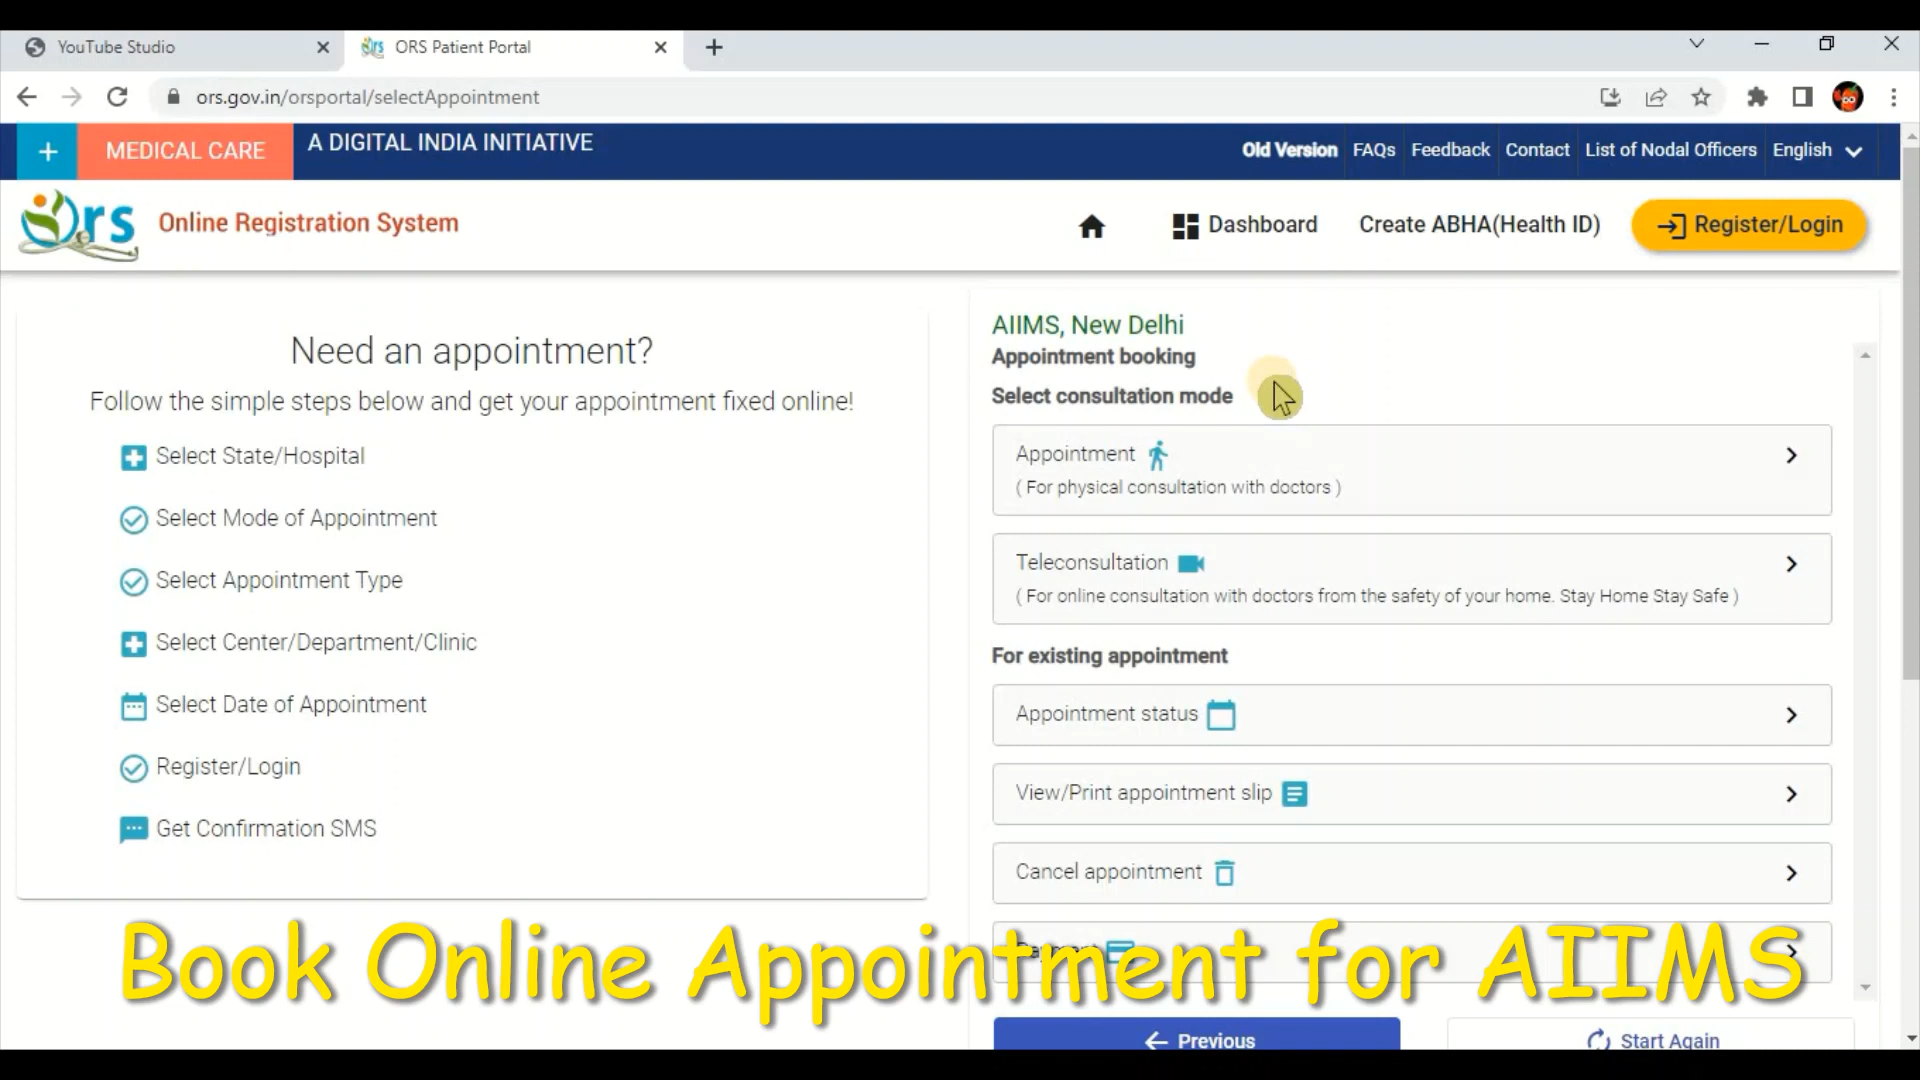 YouTube Studio
ORS Patient Portal
ors.gov.in/orsportal/selectAppointment
MEDICAL CARE
A DIGITAL INDIA INITIATIVE
Old Version
FAQs
Feedback
Contact
List of Nodal Officers
English
Ors
Online Registration System
Dashboard
Create ABHA(Health ID)
Register/Login
Need an appointment?
Follow the simple steps below and get your appointment fixed online!
Select State/Hospital
Select Mode of Appointment
Select Appointment Type
Select Center/Department/Clinic
Select Date of Appointment
Register/Login
Get Confirmation SMS
AIIMS, New Delhi
Appointment booking
Select consultation mode
Appointment
( For physical consultation with doctors )
Teleconsultation
( For online consultation with doctors from the safety of your home. Stay Home Stay Safe )
For existing appointment
Appointment status
View/Print appointment slip
Cancel appointment
Book Online Appointment for AIIMS
Previous
Start Again